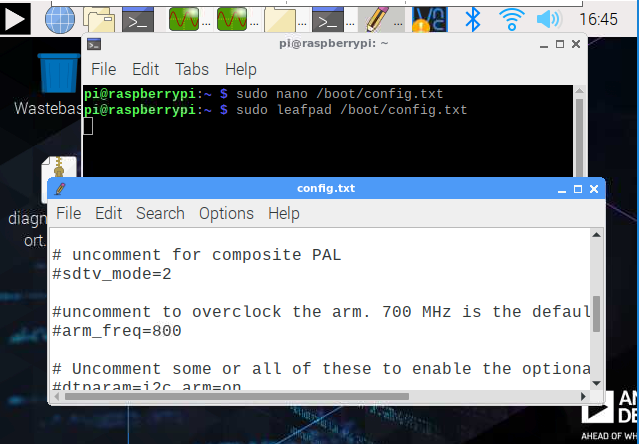 16:45
pi@raspberrypi: ~
File Edit Tabs Help
pi@raspberrypi:~ $ sudo nano /boot/config.txt
pi@raspberrypi:~ $ sudo leafpad /boot/config.txt
config.txt
File Edit Search Options Help
# uncomment for composite PAL
#sdtv_mode=2
#uncomment to overclock the arm. 700 MHz is the defaul
#arm_freq=800
# Uncomment some or all of these to enable the optiona
#dtparam=i2c_arm=on
Wastebas
diagn
ort.
AN
DE
AHEAD OF WH